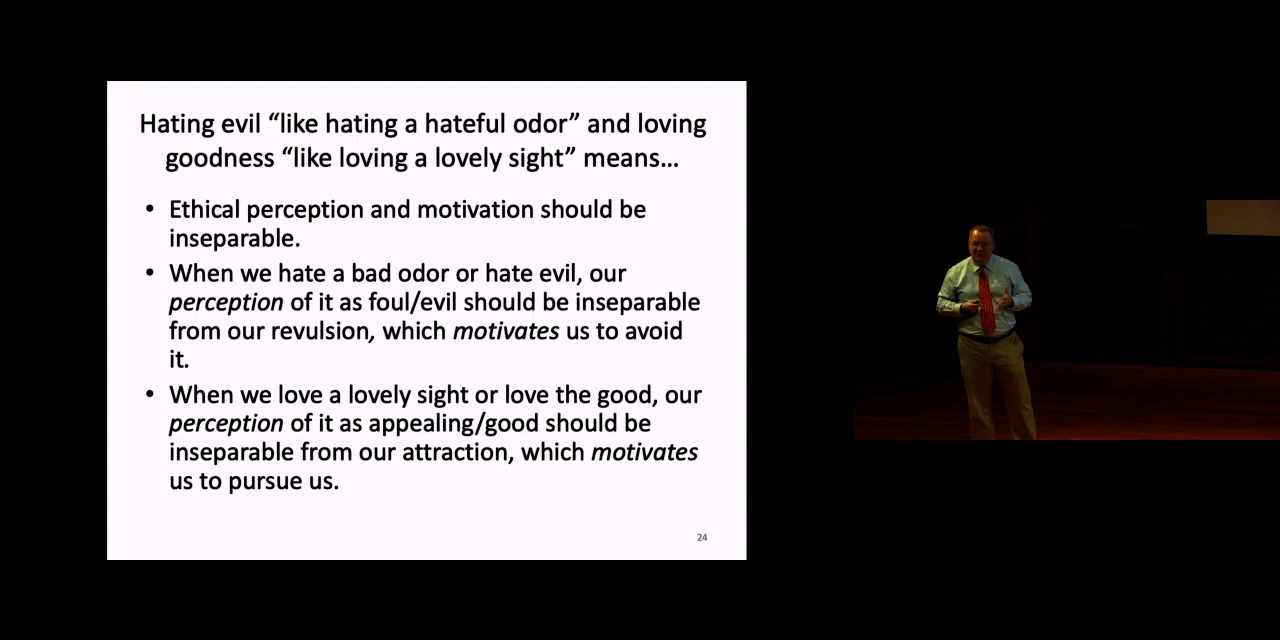 Hating evil “like hating a hateful odor” and loving
goodness “like loving a lovely sight” means…
• Ethical perception and motivation should be
inseparable.
• When we hate a bad odor or hate evil, our
perception of it as foul/evil should be inseparable
from our revulsion, which motivates us to avoid
it.
• When we love a lovely sight or love the good, our
perception of it as appealing/good should be
inseparable from our attraction, which motivates
us to pursue us.
24